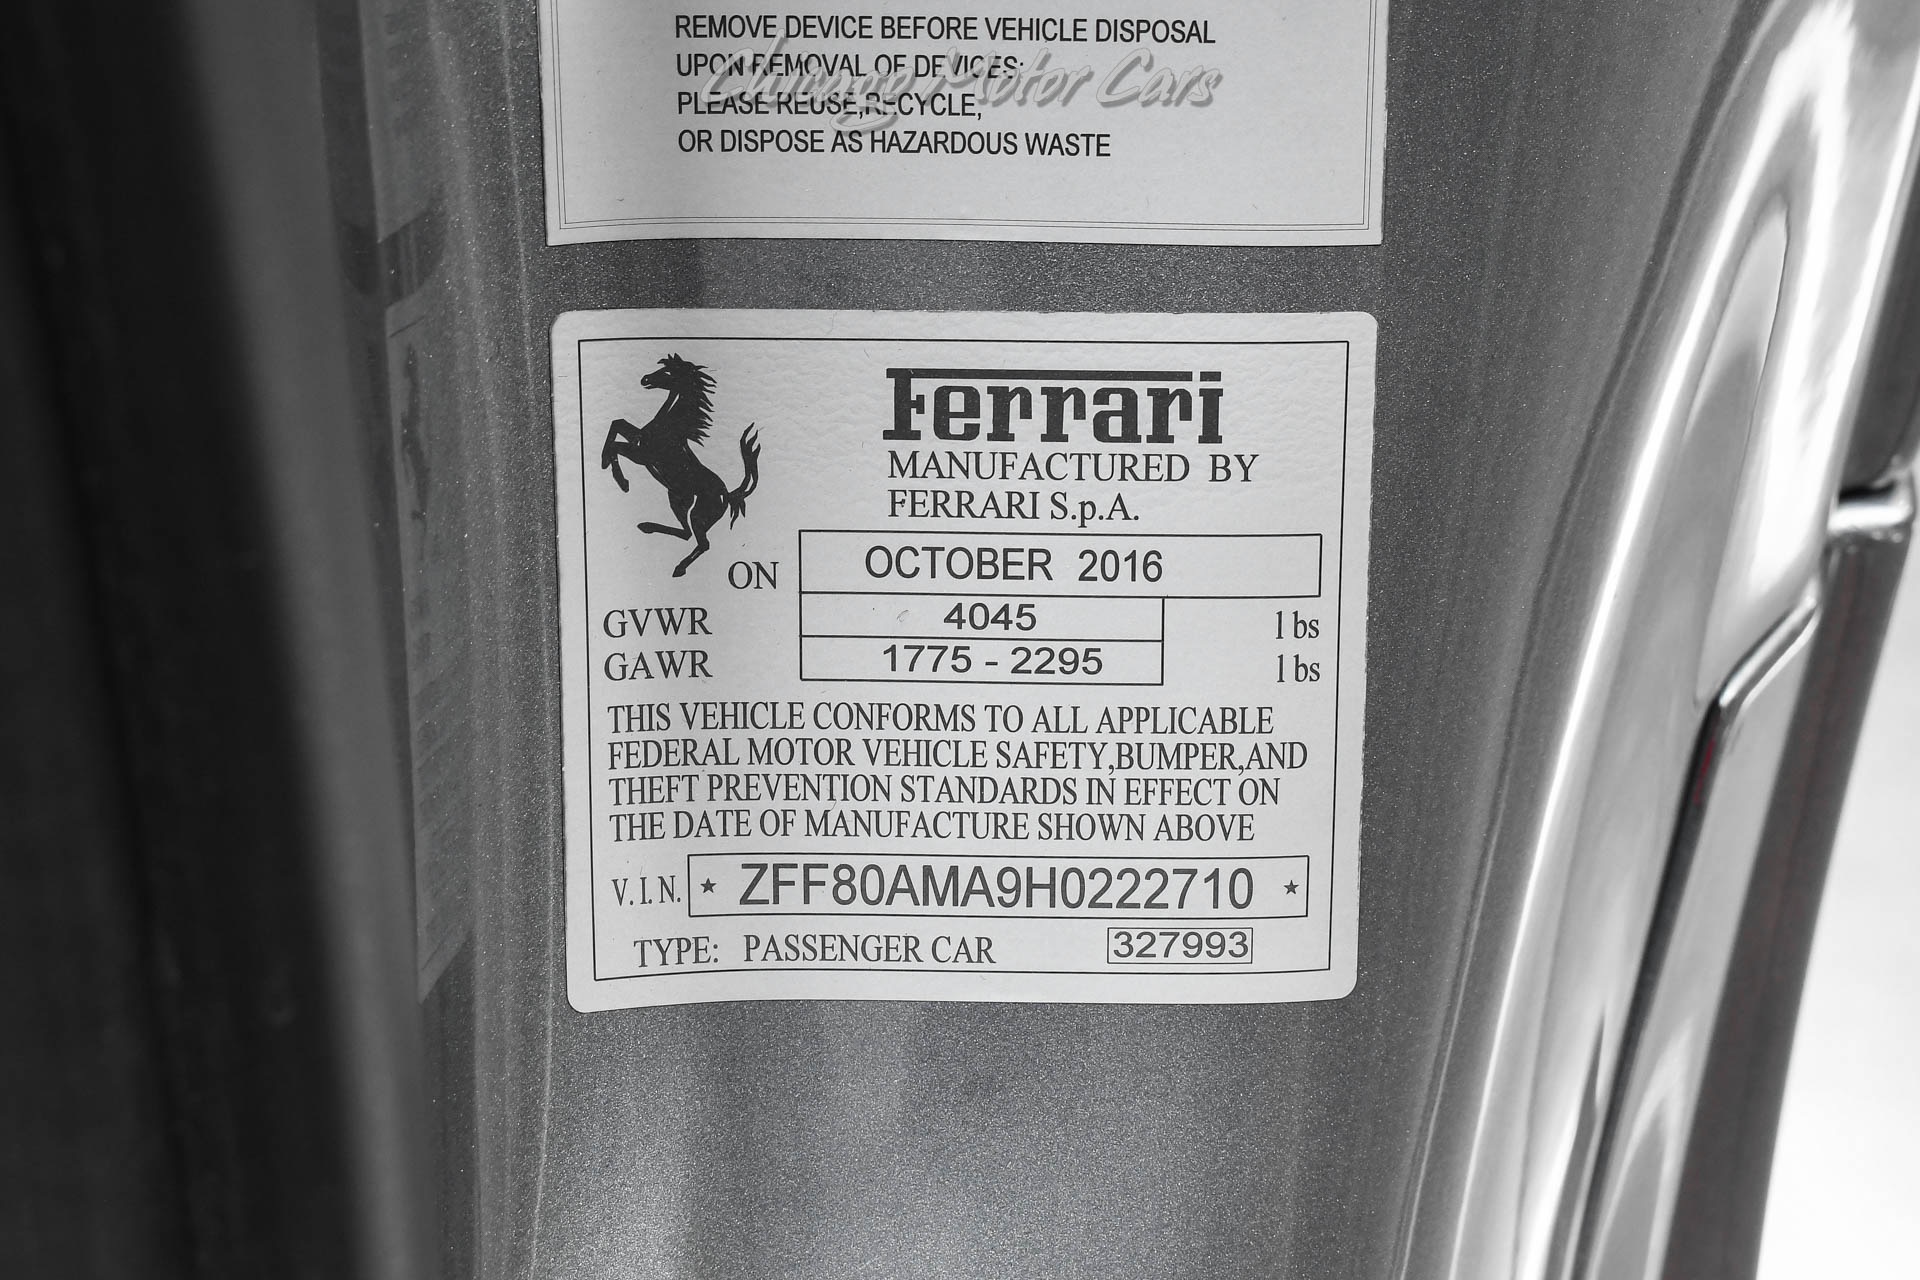 REMOVE DEVICE BEFORE VEHICLE DISPOSAL
UPON REMOVAL OF DEVICES:
Chicago Motor Cars
PLEASE REUSE,RECYCLE,
OR DISPOSE AS HAZARDOUS WASTE
Ferrari
MANUFACTURED BY
FERRARI S.p.A.
ON OCTOBER 2016
GVWR 4045 lbs
GAWR 1775 - 2295 lbs
THIS VEHICLE CONFORMS TO ALL APPLICABLE
FEDERAL MOTOR VEHICLE SAFETY,BUMPER,AND
THEFT PREVENTION STANDARDS IN EFFECT ON
THE DATE OF MANUFACTURE SHOWN ABOVE
V.I.N. ★ ZFF80AMA9H0222710 ★
TYPE: PASSENGER CAR 327993